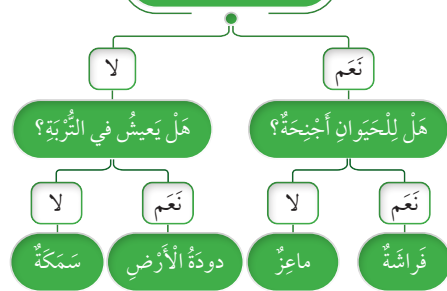 نَعَم
لا
هَلْ لِلْحَيَوانِ أَجْنِحَةٌ؟
هَلْ يَعيشُ في التُّرْبَةِ؟
نَعَم
لا
نَعَم
لا
فَراشَةٌ
ماعِزٌ
دودَةُ الْأَرْضِ
سَمَكَةٌ